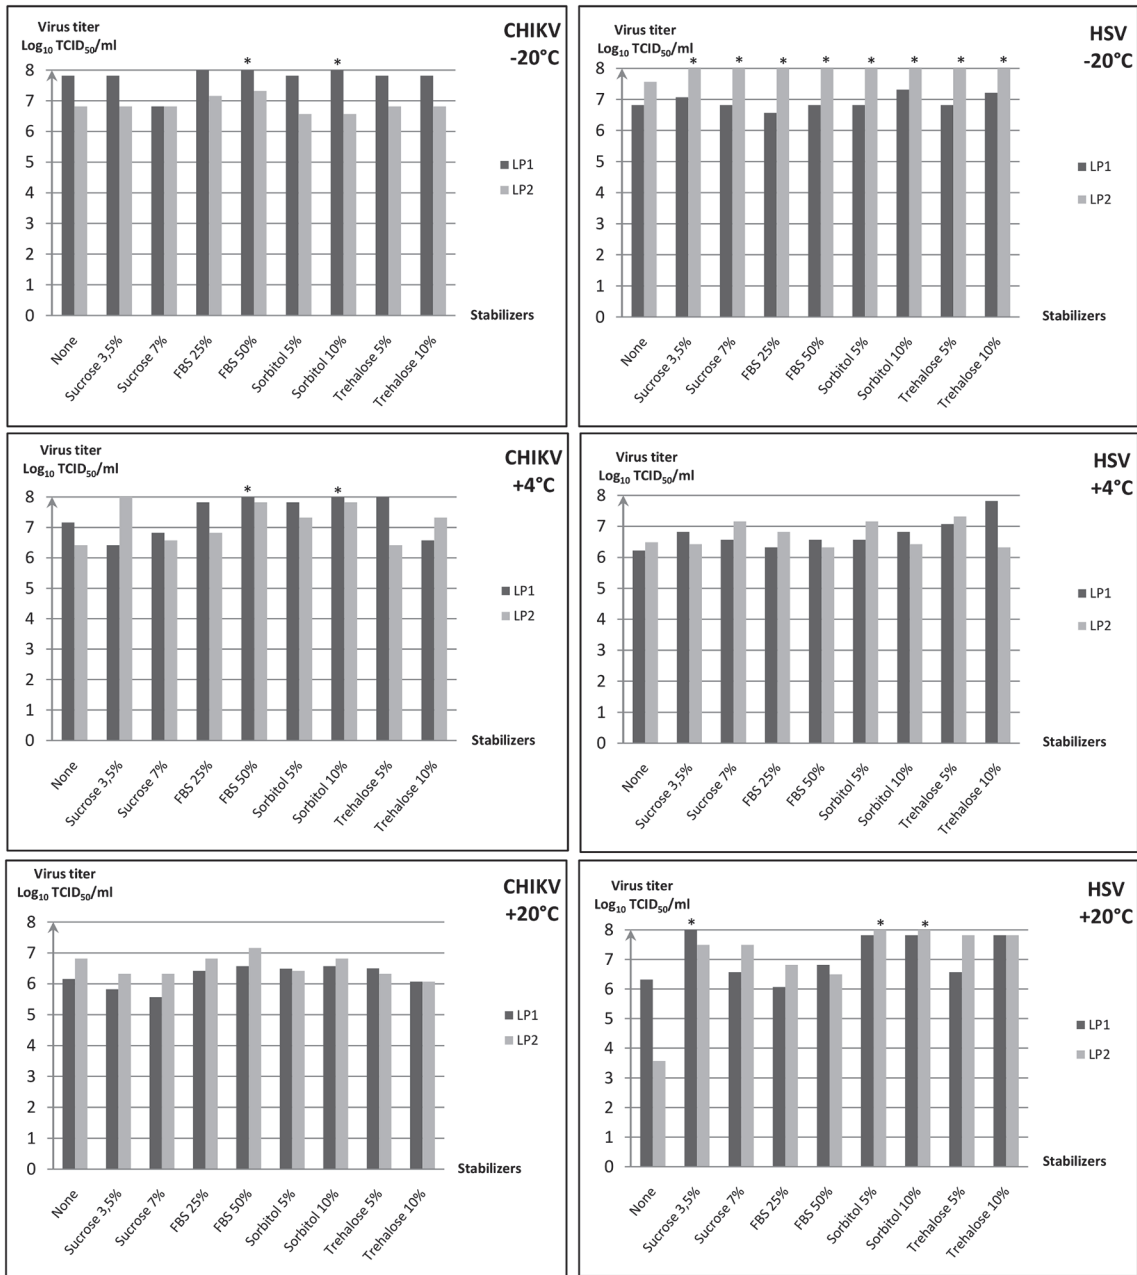 Virus titer
Log₁₀ TCID₅₀/ml
CHIKV
-20°C
* *
8
7
6
5
4
3
2
1
0
LP1
LP2
Stabilizers
None
Sucrose 3,5%
Sucrose 7%
FBS 25%
FBS 50%
Sorbitol 5%
Sorbitol 10%
Trehalose 5%
Trehalose 10%
Virus titer
Log₁₀ TCID₅₀/ml
HSV
-20°C
* * * * * * * *
8
7
6
5
4
3
2
1
0
LP1
LP2
Stabilizers
None
Sucrose 3,5%
Sucrose 7%
FBS 25%
FBS 50%
Sorbitol 5%
Sorbitol 10%
Trehalose 5%
Trehalose 10%
Virus titer
Log₁₀ TCID₅₀/ml
CHIKV
+4°C
* *
8
7
6
5
4
3
2
1
0
LP1
LP2
Stabilizers
None
Sucrose 3,5%
Sucrose 7%
FBS 25%
FBS 50%
Sorbitol 5%
Sorbitol 10%
Trehalose 5%
Trehalose 10%
Virus titer
Log₁₀ TCID₅₀/ml
HSV
+4°C
8
7
6
5
4
3
2
1
0
LP1
LP2
Stabilizers
None
Sucrose 3,5%
Sucrose 7%
FBS 25%
FBS 50%
Sorbitol 5%
Sorbitol 10%
Trehalose 5%
Trehalose 10%
Virus titer
Log₁₀ TCID₅₀/ml
CHIKV
+20°C
8
7
6
5
4
3
2
1
0
LP1
LP2
Stabilizers
None
Sucrose 3,5%
Sucrose 7%
FBS 25%
FBS 50%
Sorbitol 5%
Sorbitol 10%
Trehalose 5%
Trehalose 10%
Virus titer
Log₁₀ TCID₅₀/ml
HSV
+20°C
* * *
8
7
6
5
4
3
2
1
0
LP1
LP2
Stabilizers
None
Sucrose 3,5%
Sucrose 7%
FBS 25%
FBS 50%
Sorbitol 5%
Sorbitol 10%
Trehalose 5%
Trehalose 10%